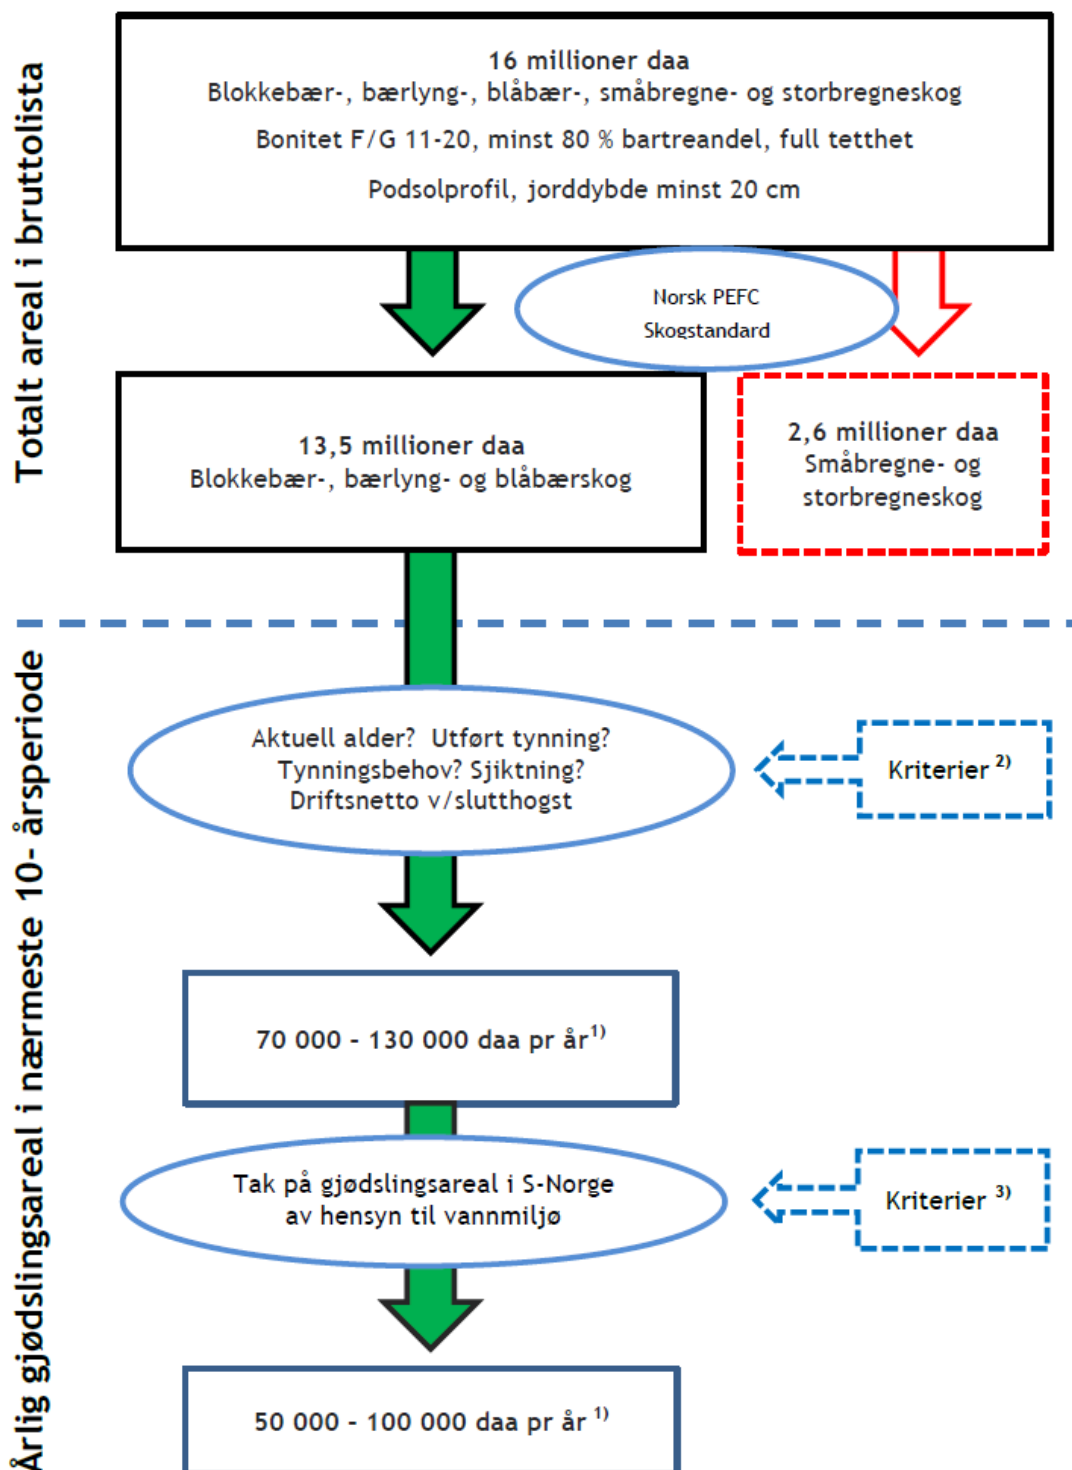 Totalt areal i bruttolista
16 millioner daa
Blokkebær-, bærlyng-, blåbær-, småbregne- og storbregneskog
Bonitet F/G 11-20, minst 80 % bartreandel, full tetthet
Podsolprofil, jorddybde minst 20 cm
Norsk PEFC
Skogstandard
13,5 millioner daa
Blokkebær-, bærlyng- og blåbærskog
2,6 millioner daa
Småbregne- og
storbregneskog
Årlig gjødslingsareal i nærmeste 10- årsperiode
Aktuell alder? Utført tynning?
Tynningsbehov? Sjiktning?
Driftsnetto v/slutthogst
Kriterier 2)
70 000 – 130 000 daa pr år1)
Tak på gjødslingsareal i S-Norge
av hensyn til vannmiljø
Kriterier 3)
50 000 – 100 000 daa pr år 1)